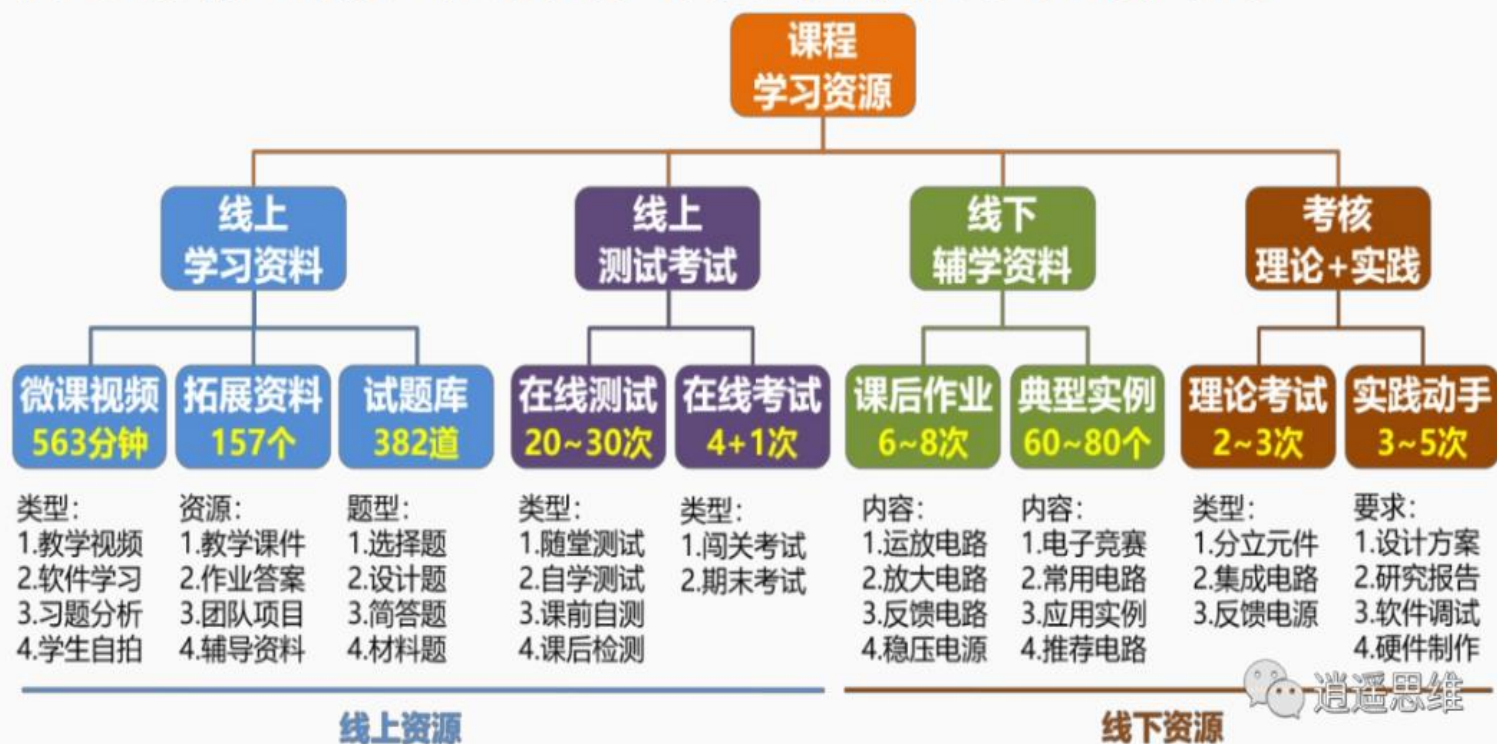 课程
学习资源
线上
学习资料
线上
测试考试
线下
辅学资料
考核
理论+实践
微课视频
563分钟
拓展资料
157个
试题库
382道
在线测试
20~30次
在线考试
4+1次
课后作业
6~8次
典型实例
60~80个
理论考试
2~3次
实践动手
3~5次
类型：
1.教学视频
2.软件学习
3.习题分析
4.学生自拍
资源：
1.教学课件
2.作业答案
3.团队项目
4.辅导资料
题型：
1.选择题
2.设计题
3.简答题
4.材料题
类型：
1.随堂测试
2.自学测试
3.课前自测
4.课后检测
类型：
1.闯关考试
2.期末考试
内容：
1.运放电路
2.放大电路
3.反馈电路
4.稳压电源
内容：
1.电子竞赛
2.常用电路
3.应用实例
4.推荐电路
类型：
1.分立元件
2.集成电路
3.反馈电源
要求：
1.设计方案
2.研究报告
3.软件调试
4.硬件制作
线上资源
线下资源
逍遥思维